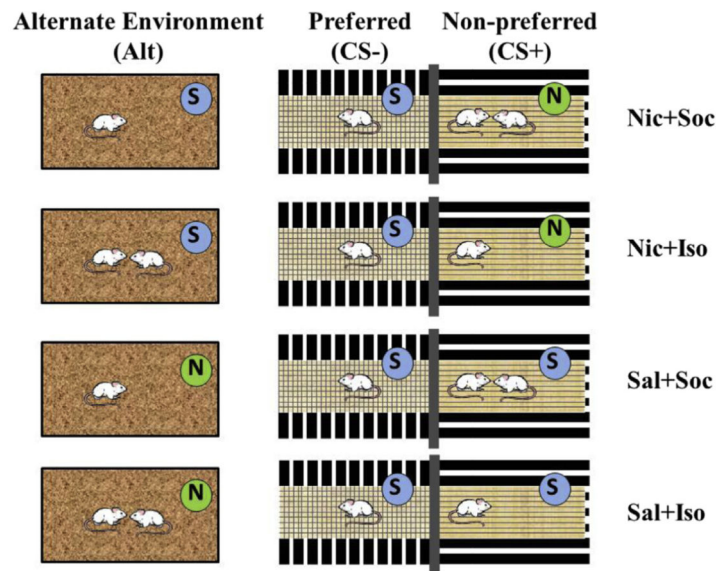 Alternate Environment Preferred Non-preferred
(Alt) (CS-) (CS+)
S S N Nic+Soc
S S N Nic+Iso
N S S Sal+Soc
N S S Sal+Iso